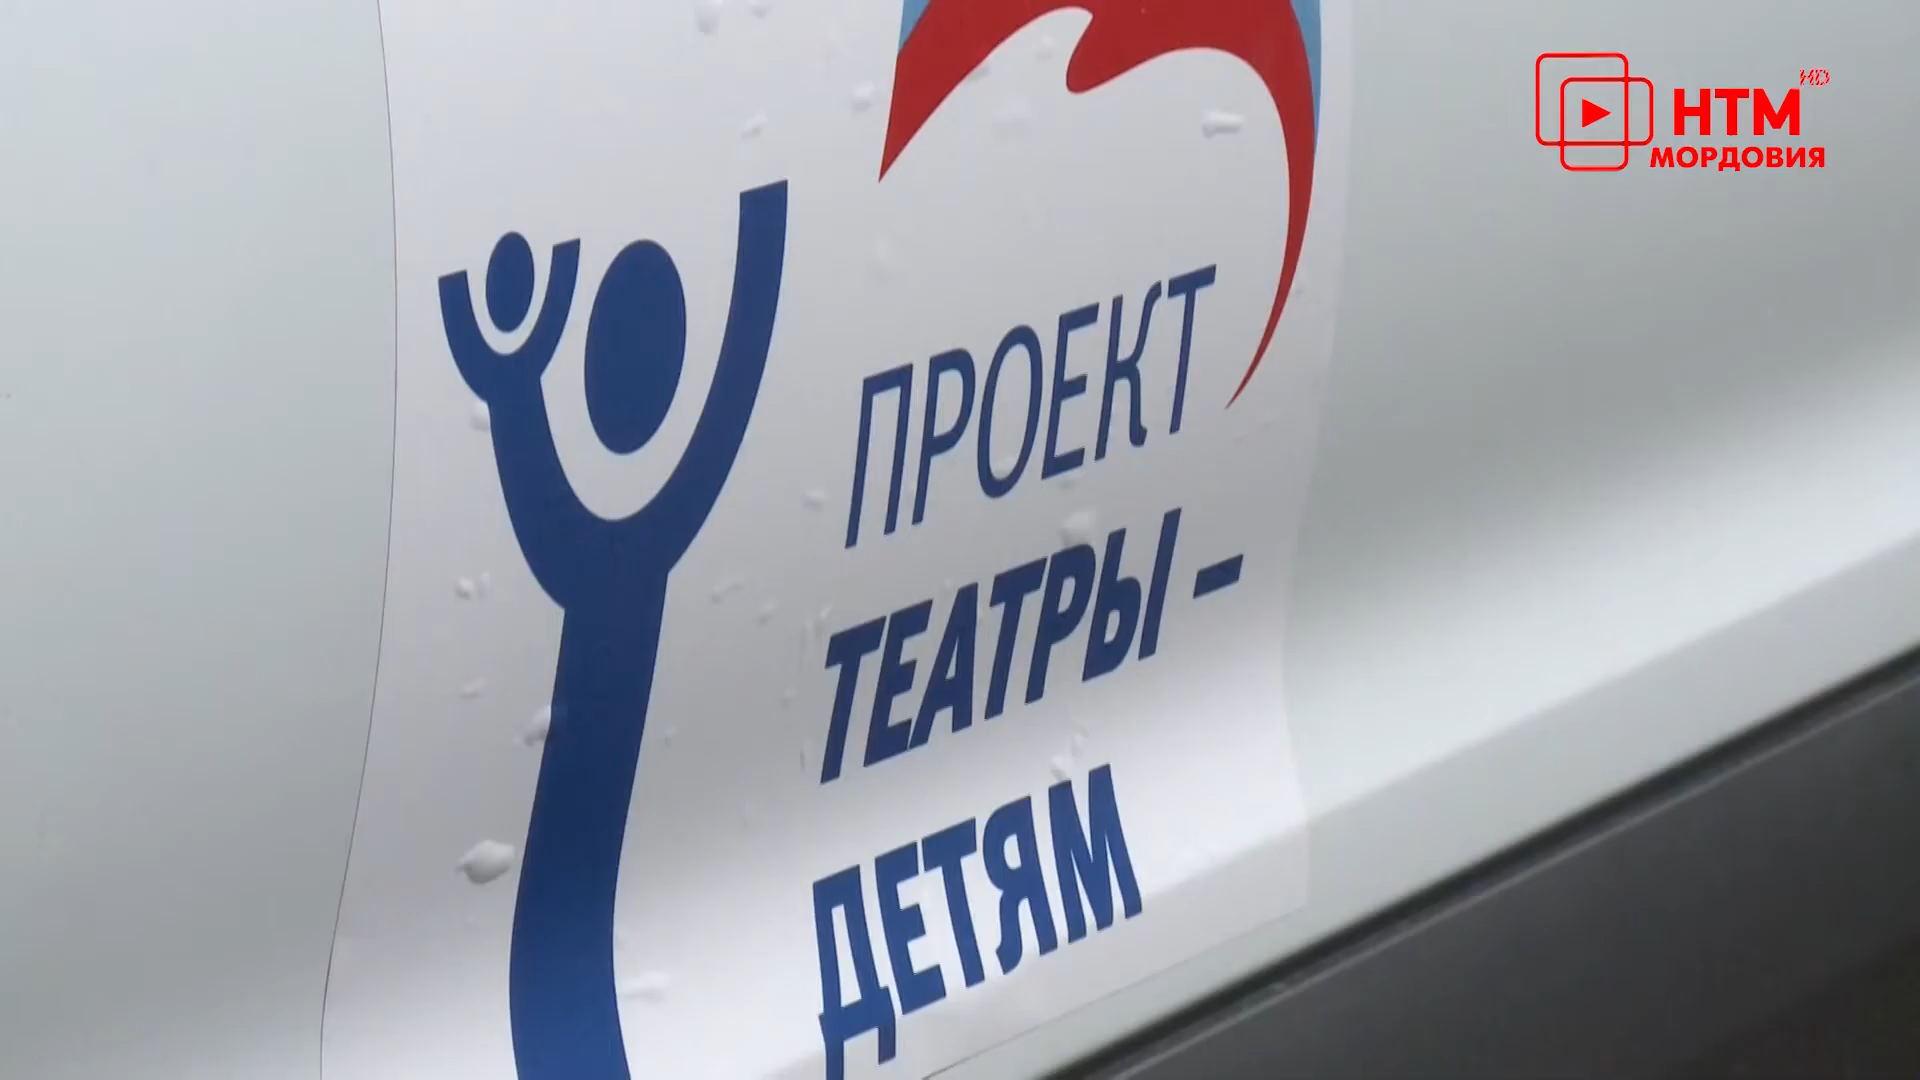 НТМ HD
МОРДОВИЯ
ПРОЕКТ
ТЕАТРЫ –
ДЕТЯМ